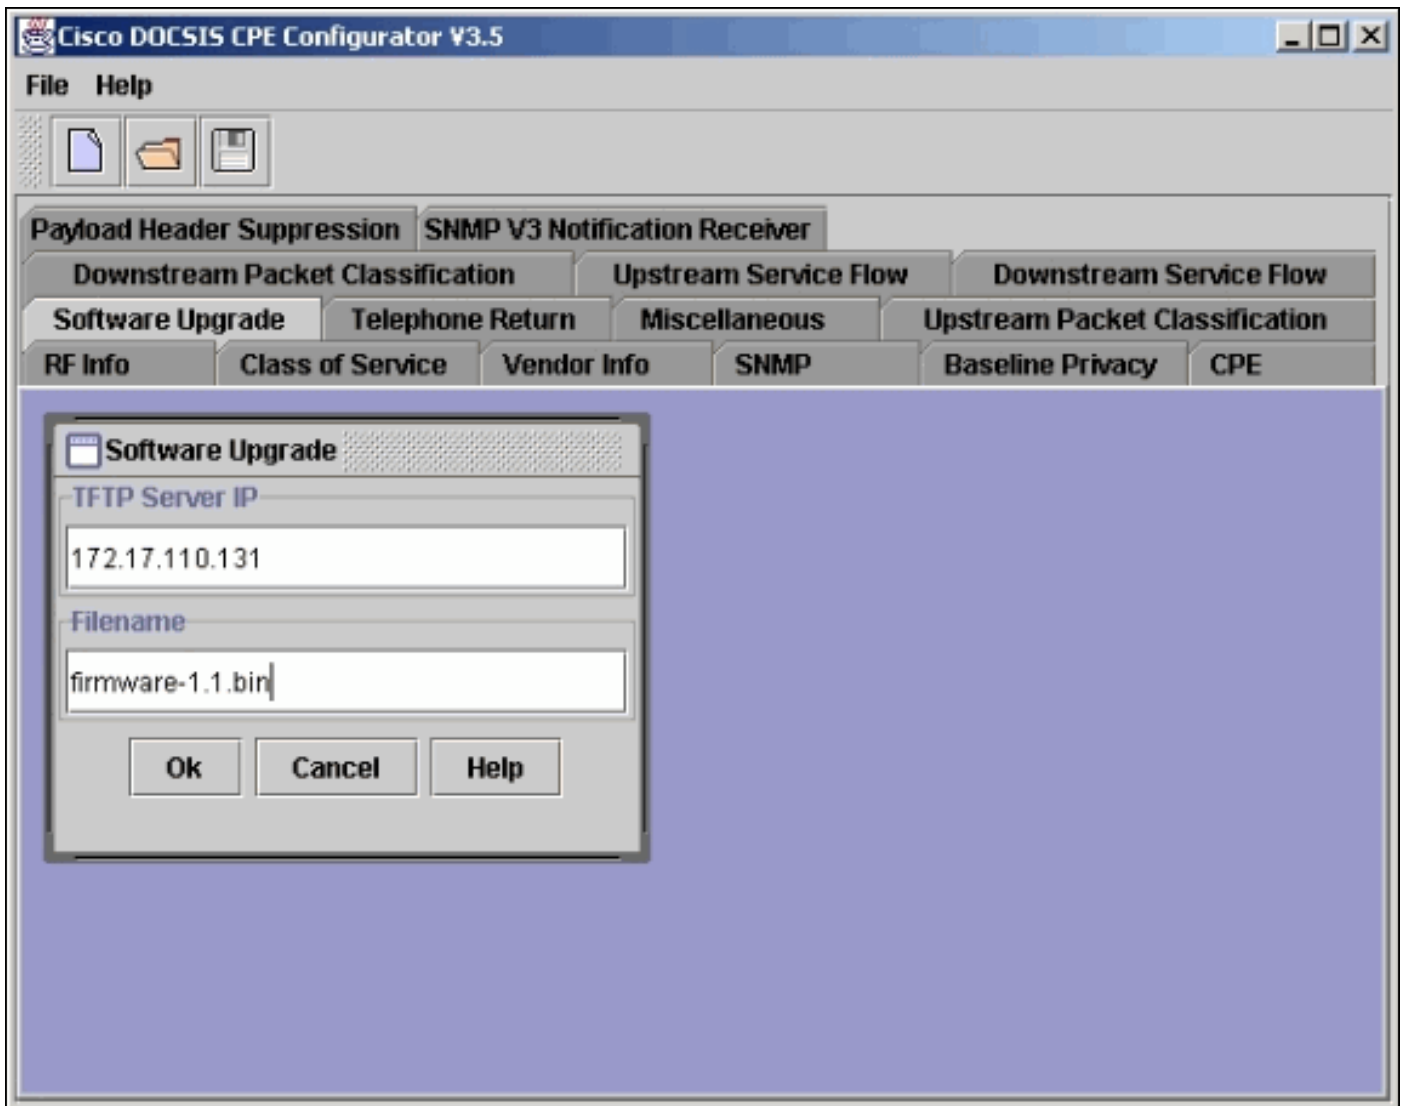 Cisco DOCSIS CPE Configurator V3.5
File Help
Payload Header Suppression SNMP V3 Notification Receiver
Downstream Packet Classification Upstream Service Flow Downstream Service Flow
Software Upgrade Telephone Return Miscellaneous Upstream Packet Classification
RF Info Class of Service Vendor Info SNMP Baseline Privacy CPE
Software Upgrade
TFTP Server IP
172.17.110.131
Filename
firmware-1.1.bin
Ok Cancel Help